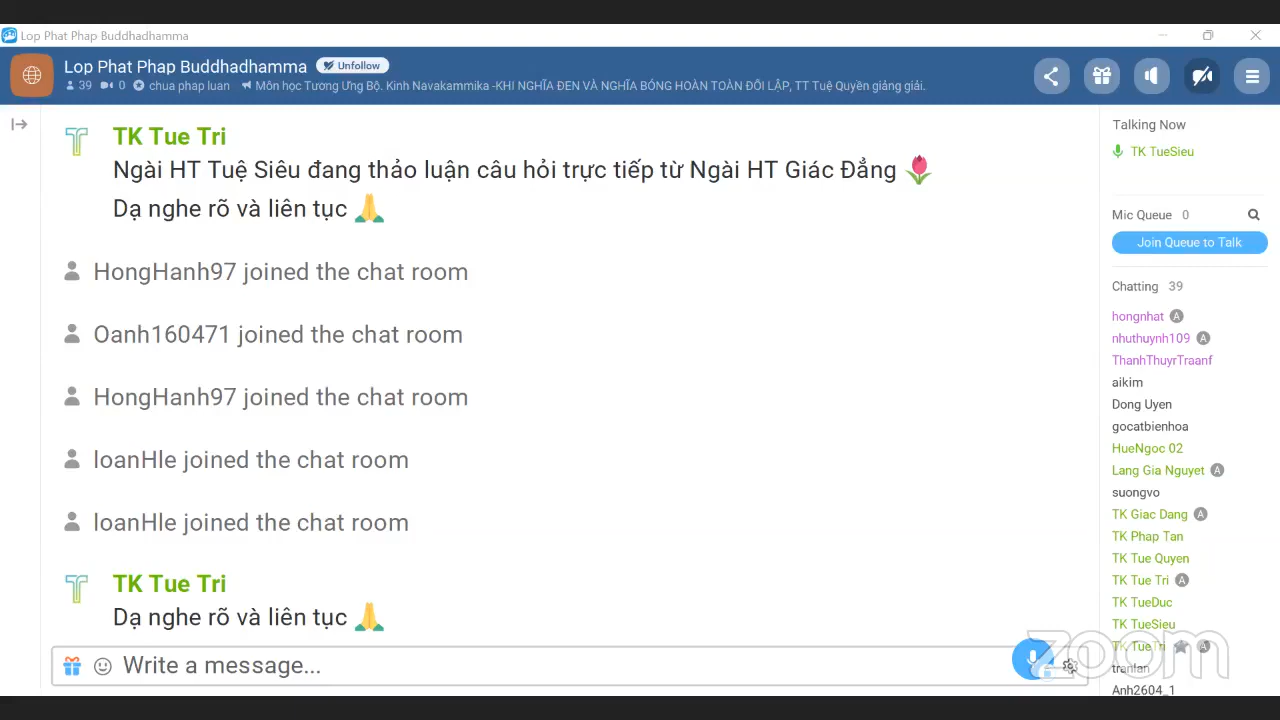 Lop Phat Phap Buddhadhamma
Lop Phat Phap Buddhadhamma Unfollow
39 0 chua phap luan Môn học Tương Ưng Bộ. Kinh Navakammika -KHI NGHĨA ĐEN VÀ NGHĨA BÓNG HOÀN TOÀN ĐỐI LẬP, TT Tuệ Quyền giảng giải.
TK Tue Tri
Ngài HT Tuệ Siêu đang thảo luận câu hỏi trực tiếp từ Ngài HT Giác Đẳng 🌷
Dạ nghe rõ và liên tục 🙏
HongHanh97 joined the chat room
Oanh160471 joined the chat room
HongHanh97 joined the chat room
loanHle joined the chat room
loanHle joined the chat room
TK Tue Tri
Dạ nghe rõ và liên tục 🙏
Write a message...
Talking Now
TK TueSieu
Mic Queue 0
Join Queue to Talk
Chatting 39
hongnhat A
nhuthuynh109 A
ThanhThuyrTraanf
aikim
Dong Uyen
gocatbienhoa
HueNgoc 02
Lang Gia Nguyet A
suongvo
TK Giac Dang A
TK Phap Tan
TK Tue Quyen
TK Tue Tri A
TK TueDuc
TK TueSieu
TK TueTri A
tranlan
Anh2604_1
zoom